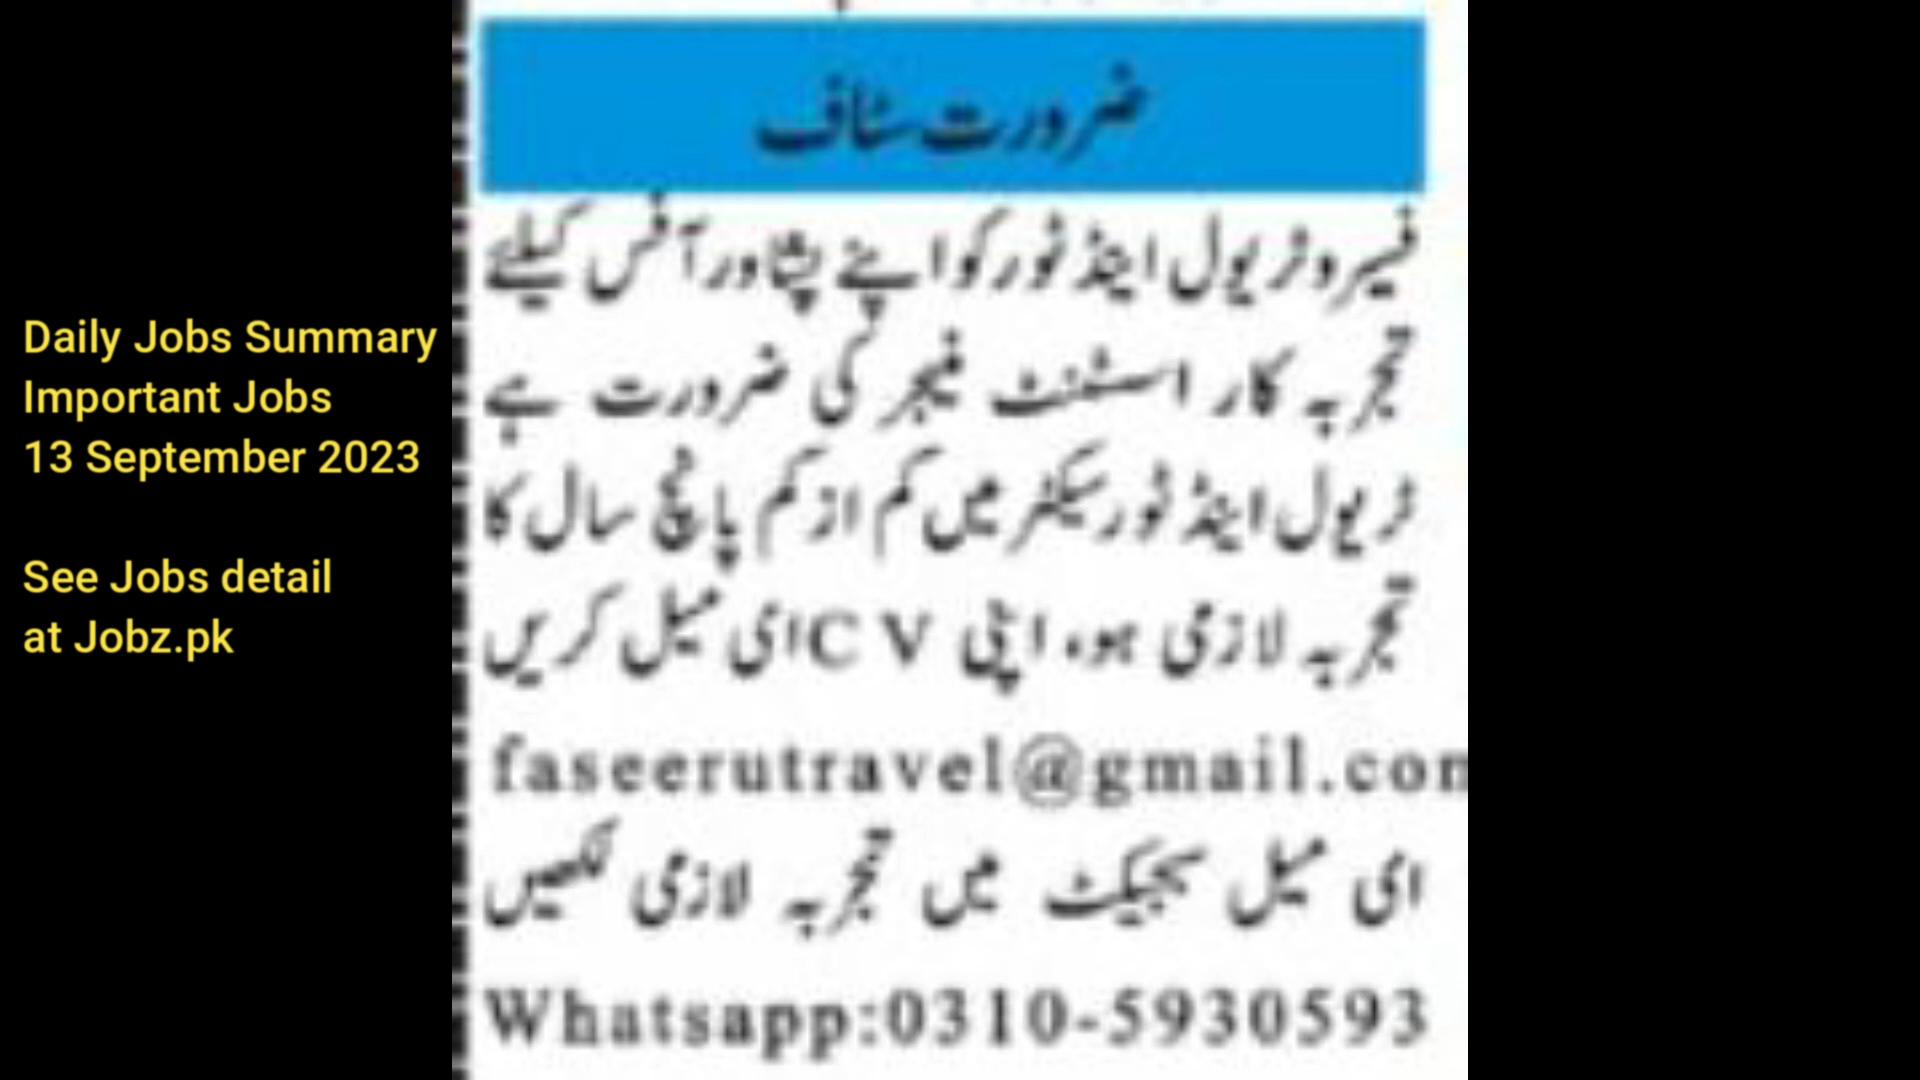 Daily Jobs Summary
Important Jobs
13 September 2023
See Jobs detail
at Jobz.pk
ضرورت سٹاف
فسیرو ٹریول اینڈ ٹور کو اپنے پشاور آفس کیلئے
تجربہ کار اسسٹنٹ منیجر کی ضرورت ہے
ٹریول اینڈ ٹور سیکٹر میں کم از کم پانچ سال کا
تجربہ لازمی ہو، اپنی CV ای میل کریں
faseerutravel@gmail.com
ای میل سبجیکٹ میں تجربہ لازمی لکھیں
Whatsapp:0310-5930593